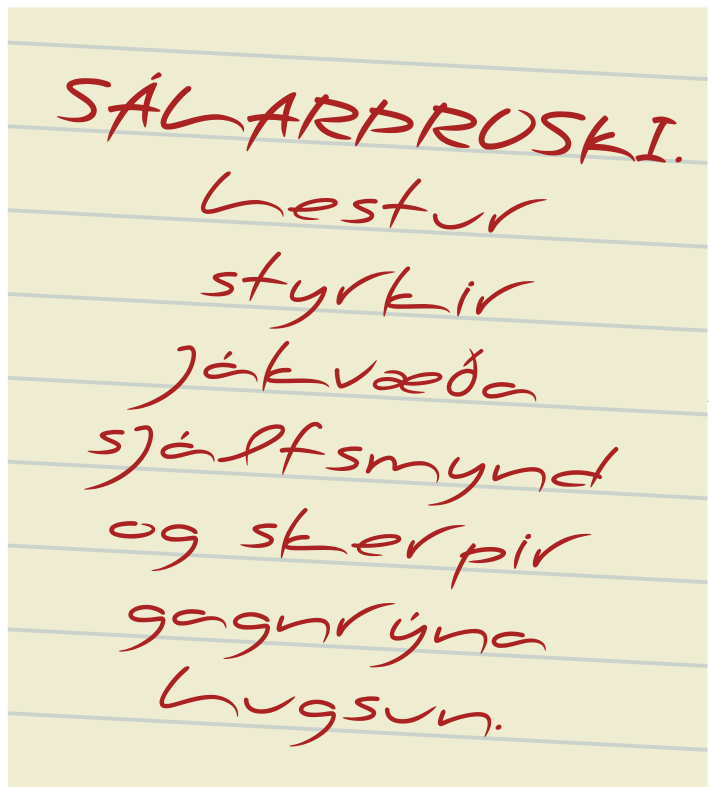 SÁLARÞROSKI.
Lestur
styrkir
jákvæða
sjálfsmynd
og skerpir
gagnrýna
hugsun.